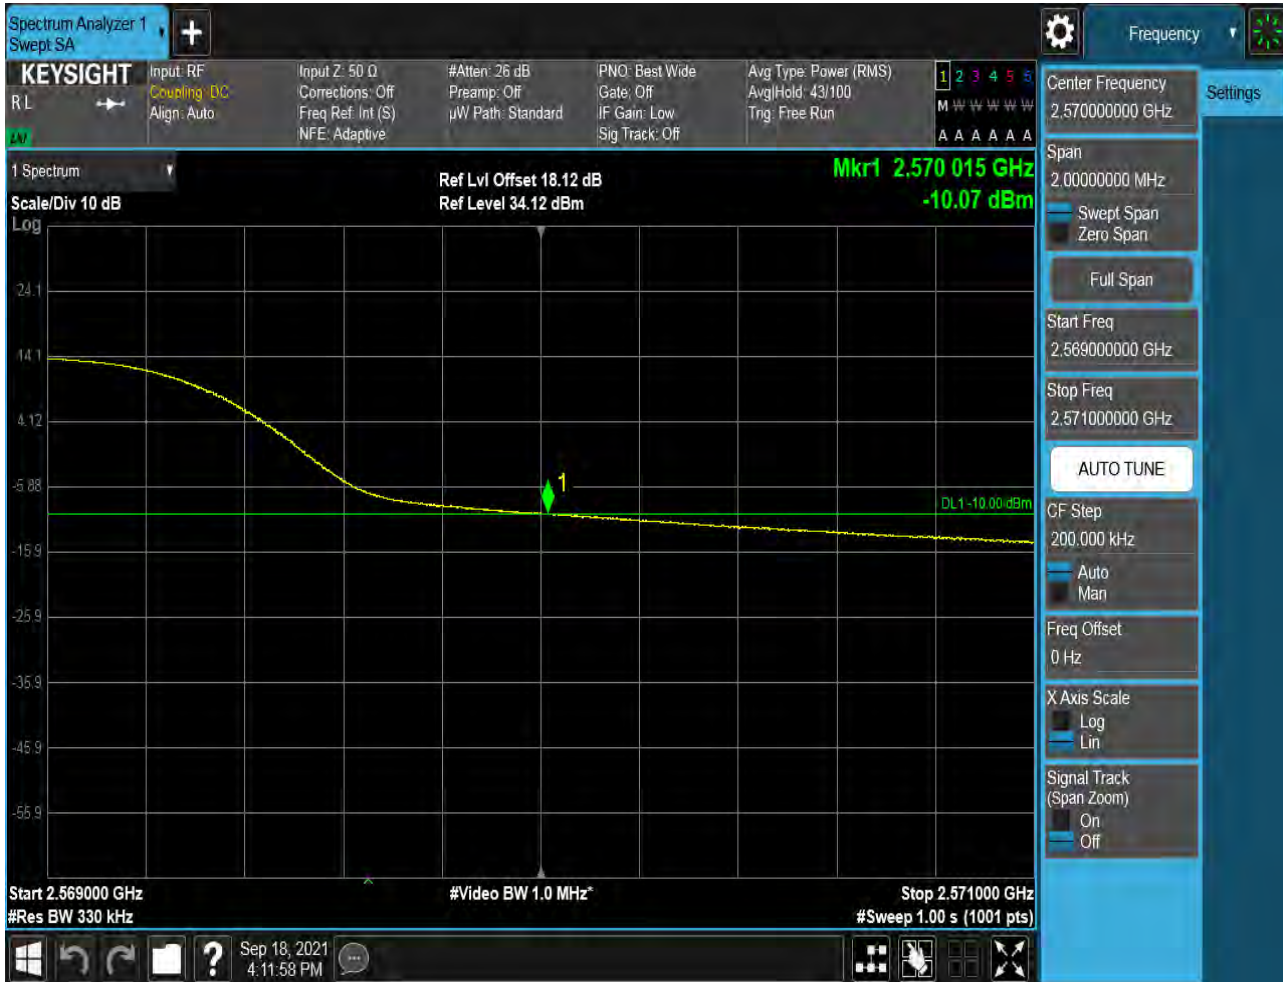 Spectrum Analyzer 1
Swept SA
Frequency
KEYSIGHT
R L
LNI
Input: RF
Coupling: DC
Align: Auto
Input Z: 50 Ω
Corrections: Off
Freq Ref: Int (S)
NFE: Adaptive
#Atten: 26 dB
Preamp: Off
µW Path: Standard
PNO: Best Wide
Gate: Off
IF Gain: Low
Sig Track: Off
Avg Type: Power (RMS)
Avg|Hold: 43/100
Trig: Free Run
1 2 3 4 5 6
M W W W W W
A A A A A A
1 Spectrum
Scale/Div 10 dB
Log
Ref Lvl Offset 18.12 dB
Ref Level 34.12 dBm
Mkr1 2.570 015 GHz
-10.07 dBm
24.1
14.1
4.12
-5.88
-15.9
-25.9
-35.9
-45.9
-55.9
1
DL1 -10.00 dBm
Start 2.569000 GHz
#Res BW 330 kHz
#Video BW 1.0 MHz*
Stop 2.571000 GHz
#Sweep 1.00 s (1001 pts)
Center Frequency
2.570000000 GHz
Settings
Span
2.00000000 MHz
Swept Span
Zero Span
Full Span
Start Freq
2.569000000 GHz
Stop Freq
2.571000000 GHz
AUTO TUNE
CF Step
200.000 kHz
Auto
Man
Freq Offset
0 Hz
X Axis Scale
Log
Lin
Signal Track
(Span Zoom)
On
Off
?
Sep 18, 2021
4:11:58 PM